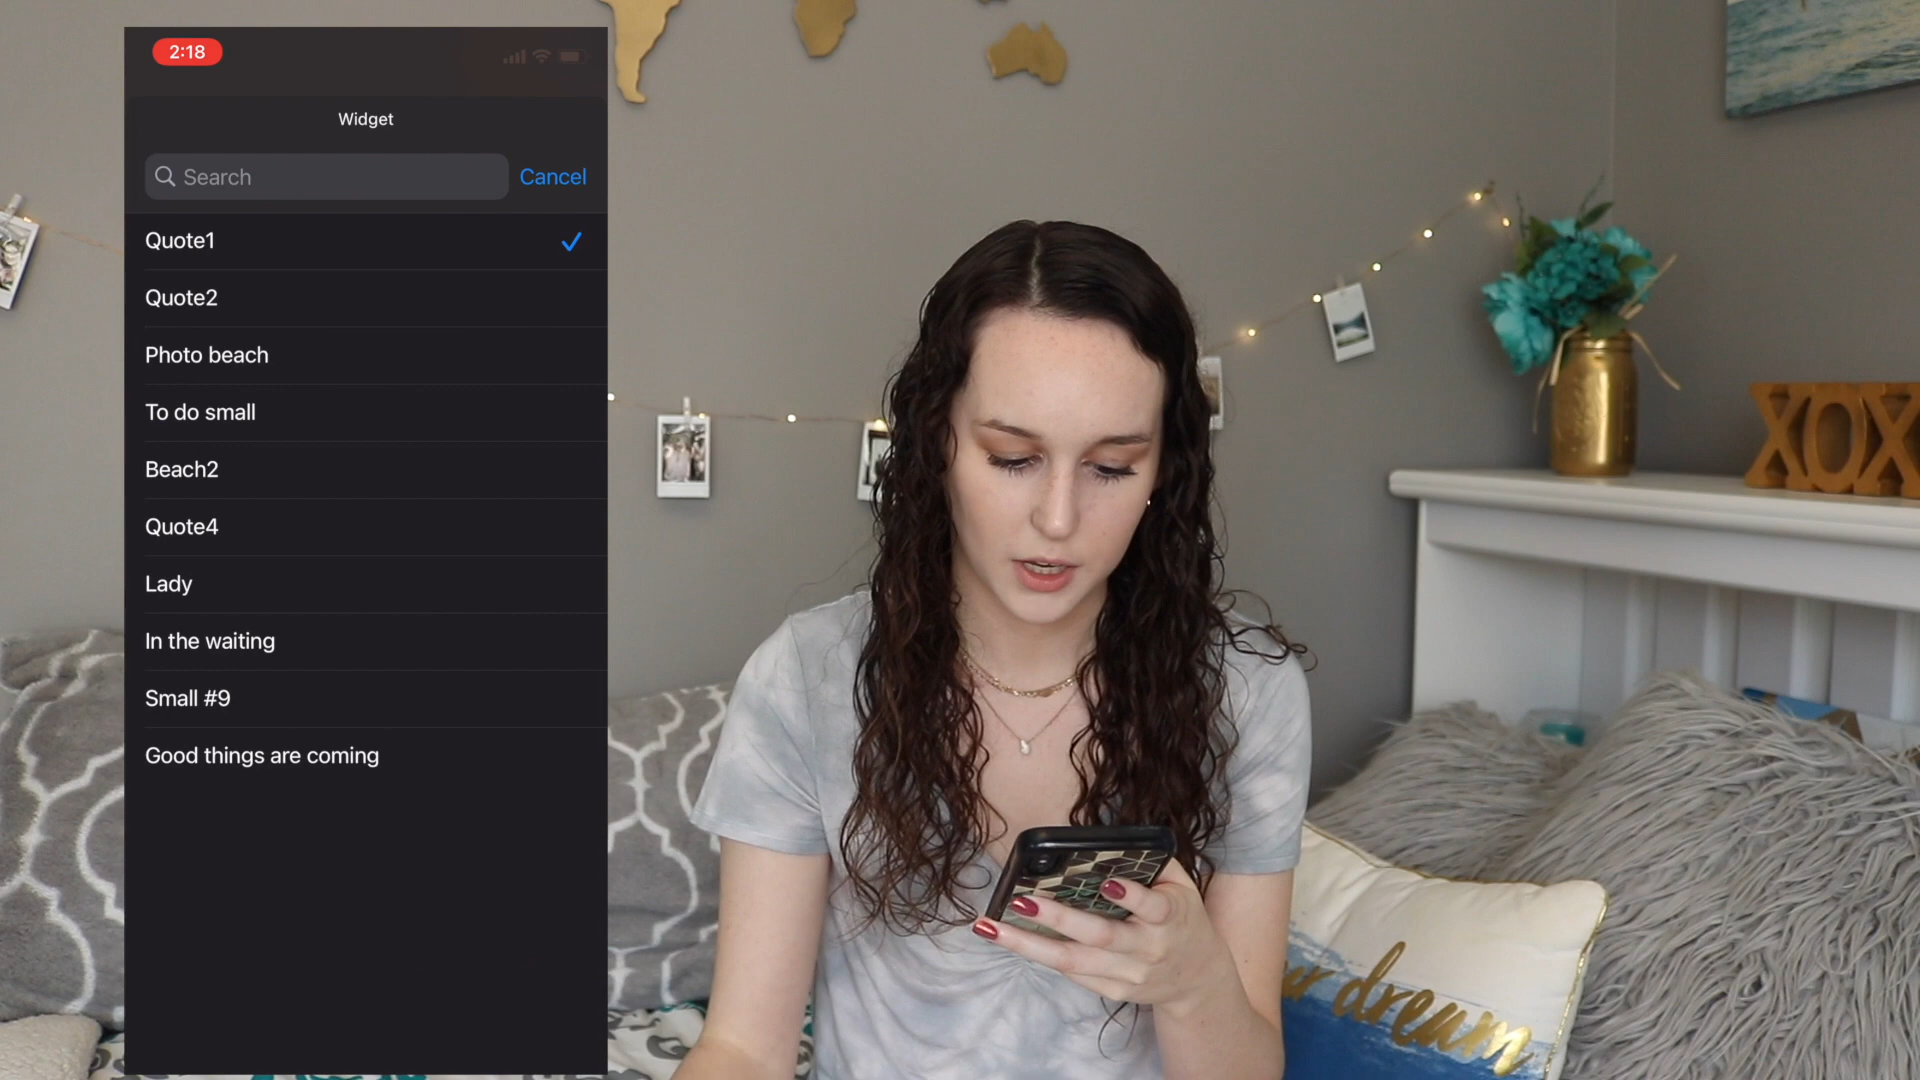 2:18
Widget
Search
Cancel
Quote1
Quote2
Photo beach
To do small
Beach2
Quote4
Lady
In the waiting
Small #9
Good things are coming
XOX
dream